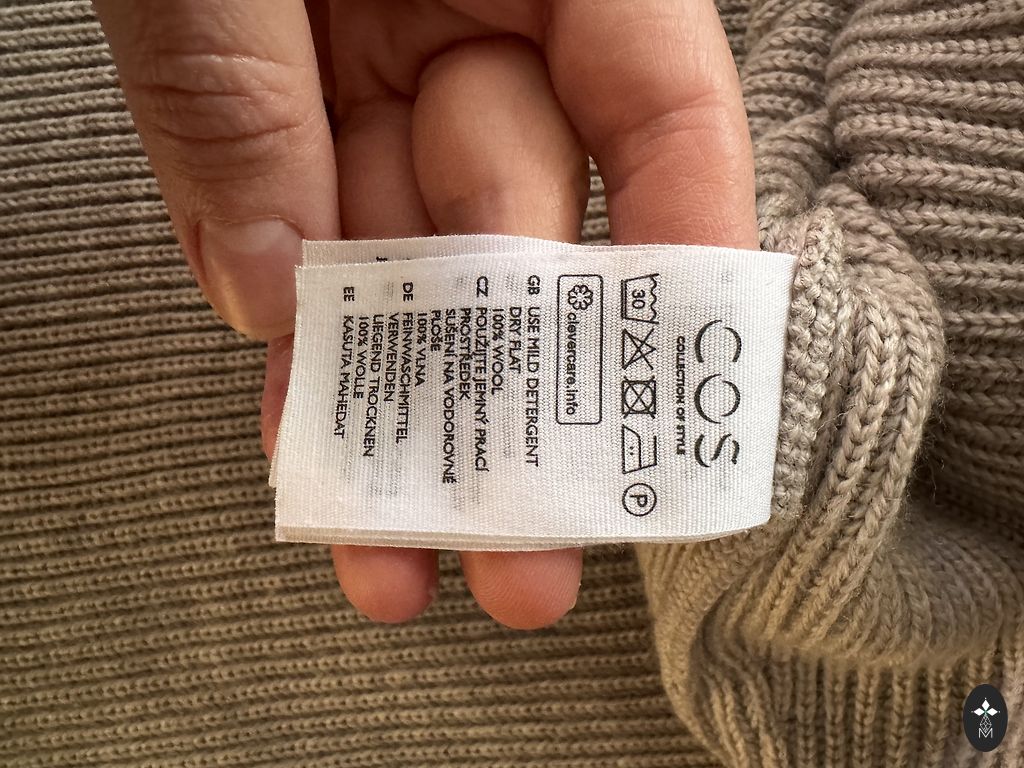 COS
COLLECTION OF STYLE
30
P
clevercare.info
GB USE MILD DETERGENT
DRY FLAT
100% WOOL
CZ POUŽIJTE JEMNÝ PRACÍ
PROSTŘEDEK
SUŠENÍ NA VODOROVNÉ
PLOŠE
100% VLNA
DE FEINWASCHMITTEL
VERWENDEN
LIEGEND TROCKNEN
100% WOLLE
EE KASUTA MAHEDAT
M